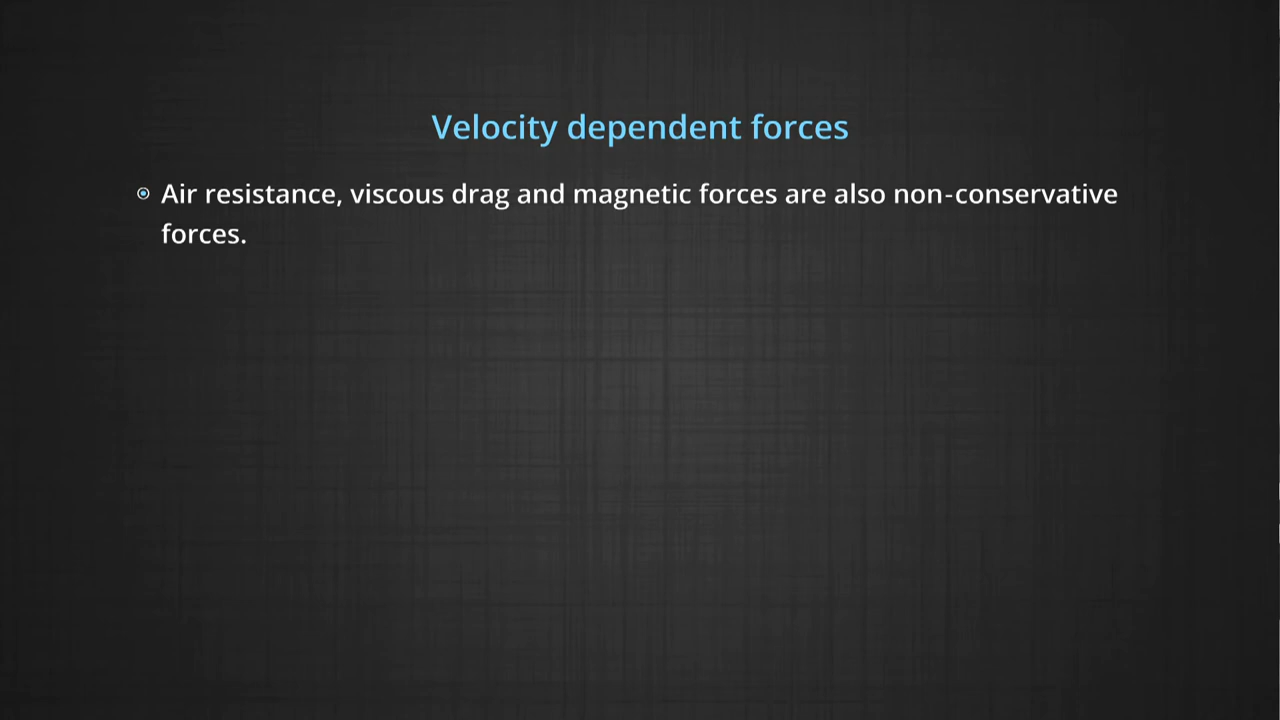 Velocity dependent forces
Air resistance, viscous drag and magnetic forces are also non-conservative
forces.